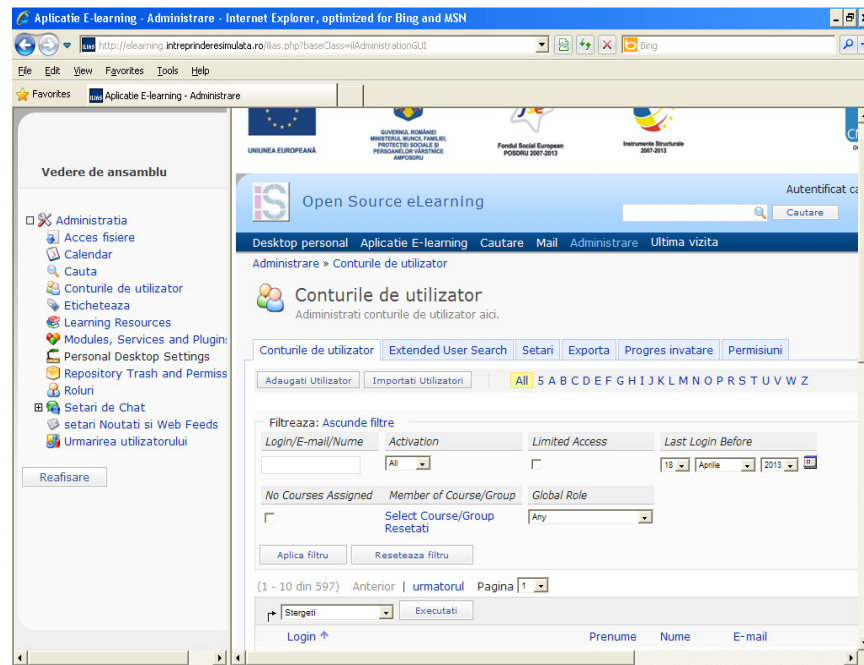 Aplicatie E-learning - Administrare - Internet Explorer, optimized for Bing and MSN
http://elearning.intreprinderesimulata.ro/ilias.php?baseClass=ilAdministrationGUI
Bing
File Edit View Favorites Tools Help
Favorites
ILIAS Aplicatie E-learning - Administrare
Vedere de ansamblu
Administratia
Acces fisiere
Calendar
Cauta
Conturile de utilizator
Eticheteaza
Learning Resources
Modules, Services and Plugin
Personal Desktop Settings
Repository Trash and Permiss
Roluri
Setari de Chat
setari Noutati si Web Feeds
Urmarirea utilizatorului
Reafisare
UNIUNEA EUROPEANĂ
GUVERNUL ROMÂNIEI
MINISTERUL MUNCII, FAMILIEI,
PROTECŢIEI SOCIALE ŞI
PERSOANELOR VÂRSTNICE
AMPOSDRU
Fondul Social European
POSDRU 2007-2013
Instrumente Structurale
2007-2013
iS
Open Source eLearning
Autentificat ca
Cautare
Desktop personal Aplicatie E-learning Cautare Mail Administrare Ultima vizita
Administrare » Conturile de utilizator
Conturile de utilizator
Adiministrati conturile de utilizator aici.
Conturile de utilizator Extended User Search Setari Exporta Progres invatare Permisiuni
Adaugati Utilizator Importati Utilizatori All 5 A B C D E F G H I J K L M N O P R S T U V W Z
Filtreaza: Ascunde filtre
Login/E-mail/Nume Activation Limited Access Last Login Before
All 18 Aprilie 2013
No Courses Assigned Member of Course/Group Global Role
Select Course/Group
Resetati
Any
Aplica filtru Reseteaza filtru
(1 - 10 din 597) Anterior | urmatorul Pagina 1
Stergeti Executati
Login Prenume Nume E-mail